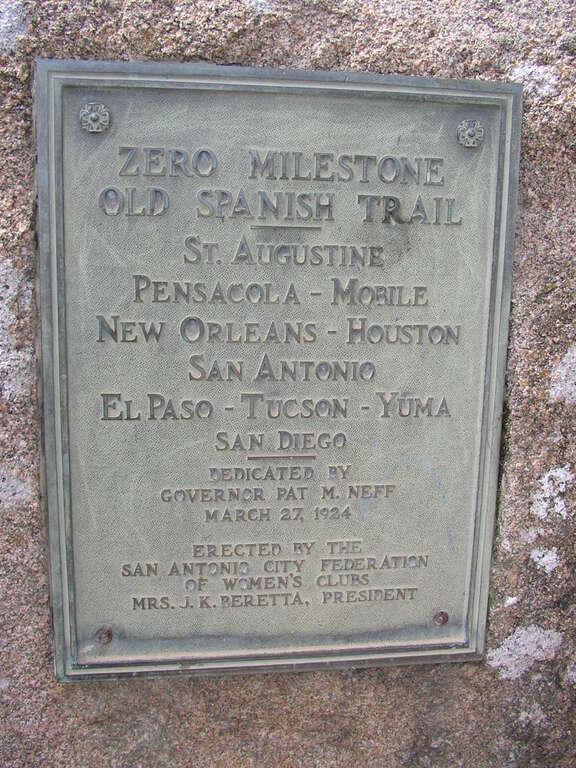 ZERO MILESTONE
OLD SPANISH TRAIL
ST. AUGUSTINE
PENSACOLA - MOBILE
NEW ORLEANS - HOUSTON
SAN ANTONIO
EL PASO - TUCSON - YUMA
SAN DIEGO
DEDICATED BY
GOVERNOR PAT M. NEFF
MARCH 27, 1924
ERECTED BY THE
SAN ANTONIO CITY FEDERATION
OF WOMEN'S CLUBS
MRS. J. K. BERETTA, PRESIDENT